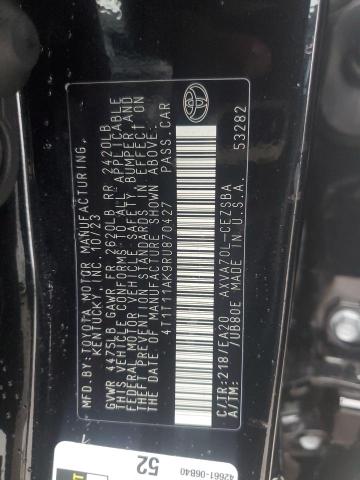 MFD.BY:TOYOTA MOTOR MANUFACTURING,
KENTUCKY, INC. 10/23
GVWR 4475LB GAWR FR 2620LB RR 2420LB
THIS VEHICLE CONFORMS TO ALL APPLICABLE
FEDERAL MOTOR VEHICLE SAFETY, BUMPER, AND
THEFT PREVENTION STANDARDS IN EFFECT ON
THE DATE OF MANUFACTURE SHOWN ABOVE.
4T1T11AK9RU870427 PASS.CAR
C/TR:218/EA20 AXVA70L-CEZSBA
A/TM: 70B80E MADE IN U.S.A.
53282
52
42661-06B40